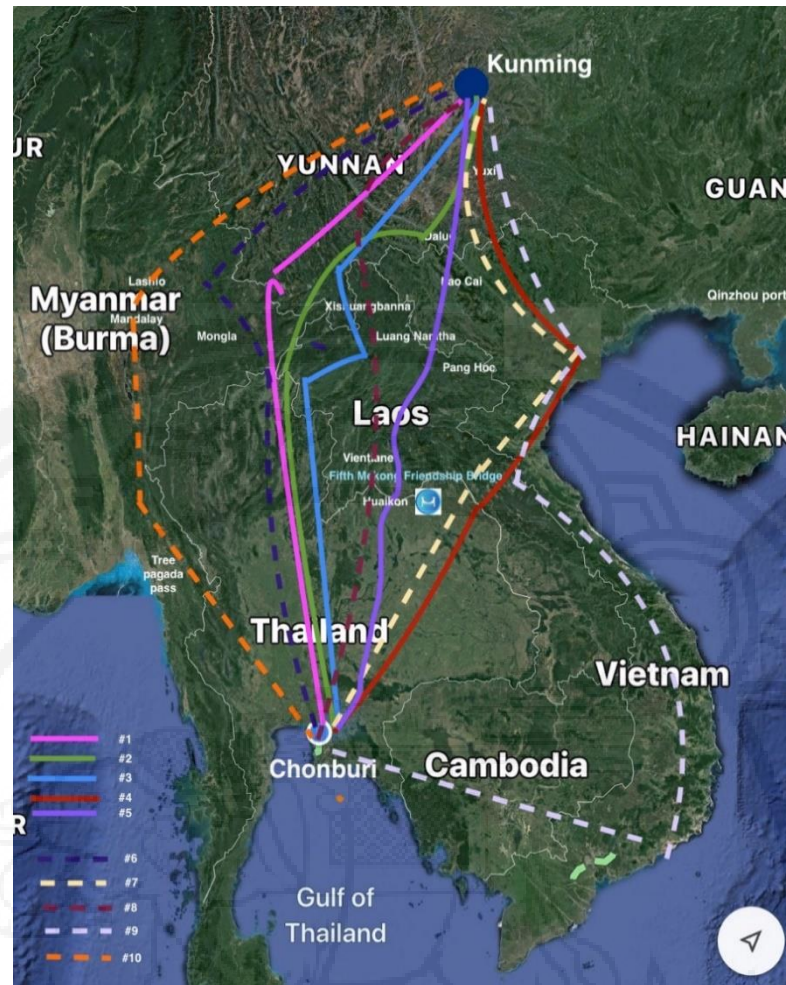 Kunming
UR
YUNNAN
Yuxi
GUAN
Daluo
Lashio
Lao Cai
Myanmar
(Burma)
Mandalay
Xishuangbanna
Qinzhou port
Mongla
Luang Namtha
Pang Hoc
Laos
HAINAN
Vientiane
Fifth Mekong Friendship Bridge
Huaikon
Tree
pagada
pass
Thailand
Vietnam
#1
#2
#3
#4
#5
Chonburi
Cambodia
R
#6
#7
#8
#9
#10
Gulf of
Thailand